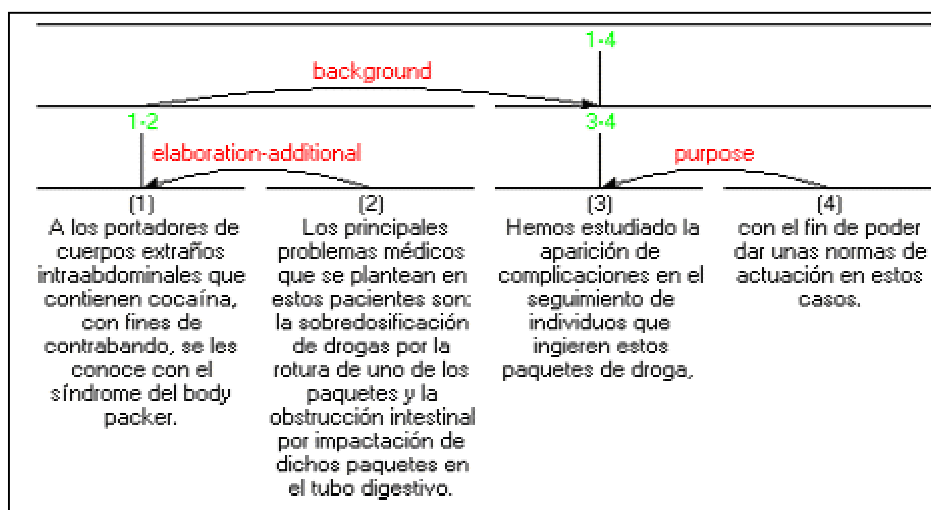 1-4
background
1-2
3-4
elaboration-additional
purpose
(1)
A los portadores de
cuerpos extraños
intraabdominales que
contienen cocaína,
con fines de
contrabando, se les
conoce con el
síndrome del body
packer.
(2)
Los principales
problemas médicos
que se plantean en
estos pacientes son:
la sobredosificación
de drogas por la
rotura de uno de los
paquetes y la
obstrucción intestinal
por impactación de
dichos paquetes en
el tubo digestivo.
(3)
Hemos estudiado la
aparición de
complicaciones en el
seguimiento de
individuos que
ingieren estos
paquetes de droga,
(4)
con el fin de poder
dar unas normas de
actuación en estos
casos.